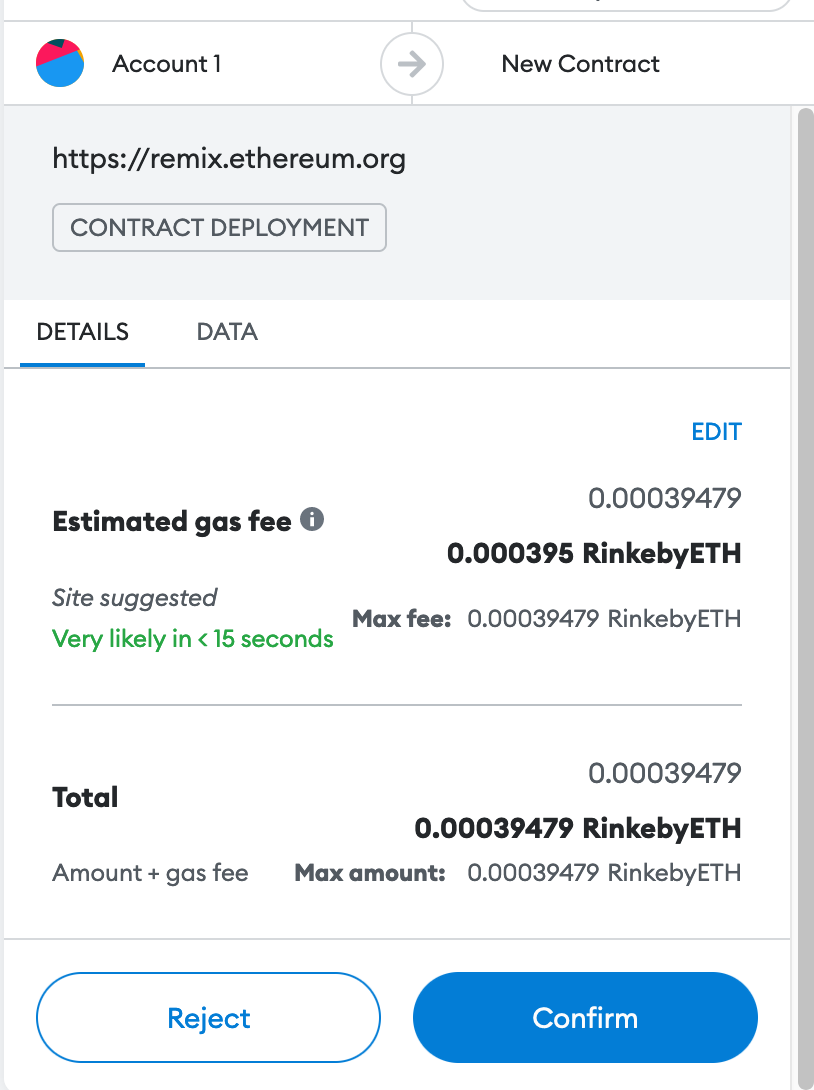 Account 1
New Contract
https://remix.ethereum.org
CONTRACT DEPLOYMENT
DETAILS
DATA
EDIT
0.00039479
Estimated gas fee
0.000395 RinkebyETH
Site suggested
Max fee: 0.00039479 RinkebyETH
Very likely in < 15 seconds
0.00039479
Total
0.00039479 RinkebyETH
Amount + gas fee
Max amount: 0.00039479 RinkebyETH
Reject
Confirm